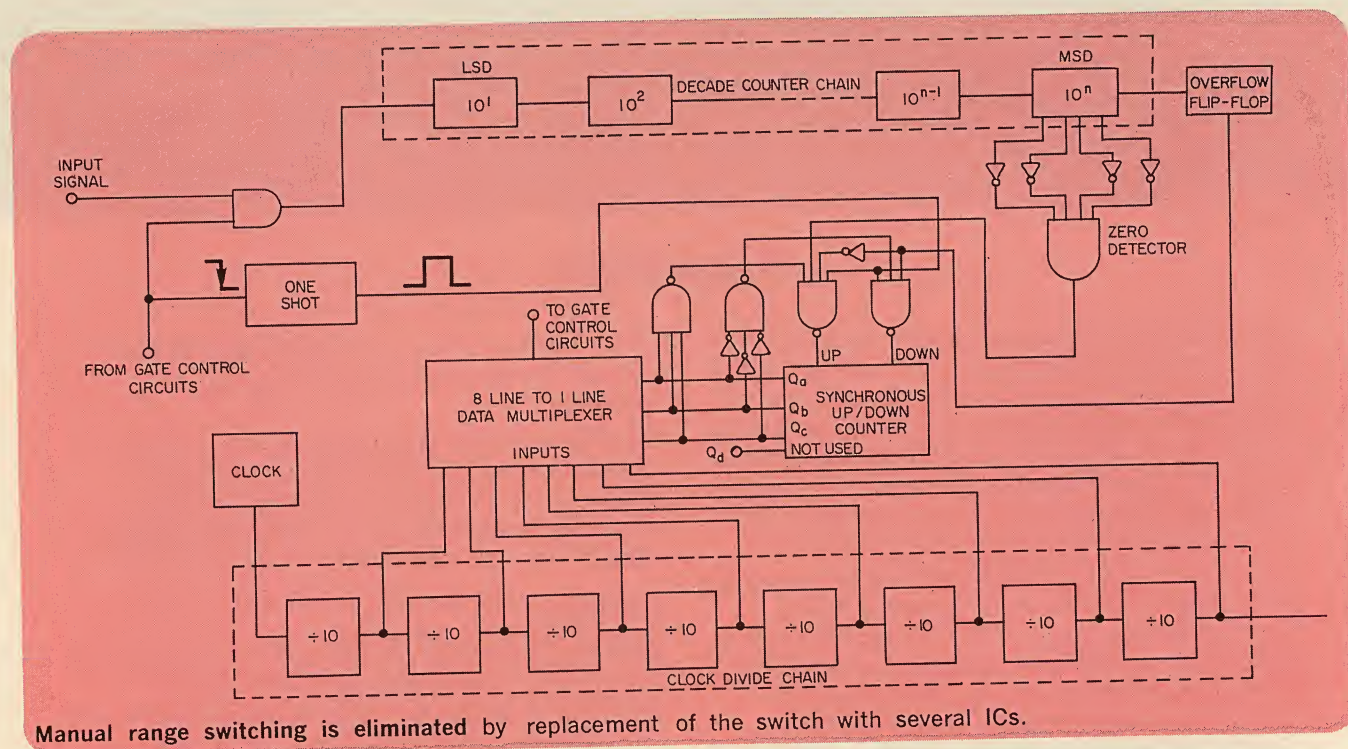 LSD
MSD
10¹
10²
DECADE COUNTER CHAIN
10ⁿ⁻¹
10ⁿ
OVERFLOW
FLIP-FLOP
INPUT
SIGNAL
ZERO
DETECTOR
ONE
SHOT
TO GATE
CONTROL
CIRCUITS
FROM GATE CONTROL
CIRCUITS
UP
DOWN
8 LINE TO 1 LINE
DATA MULTIPLEXER
INPUTS
Qa
Qb
Qc
SYNCHRONOUS
UP/DOWN
COUNTER
NOT USED
Qd
CLOCK
÷10
÷10
÷10
÷10
÷10
÷10
÷10
÷10
CLOCK DIVIDE CHAIN
Manual range switching is eliminated by replacement of the switch with several ICs.